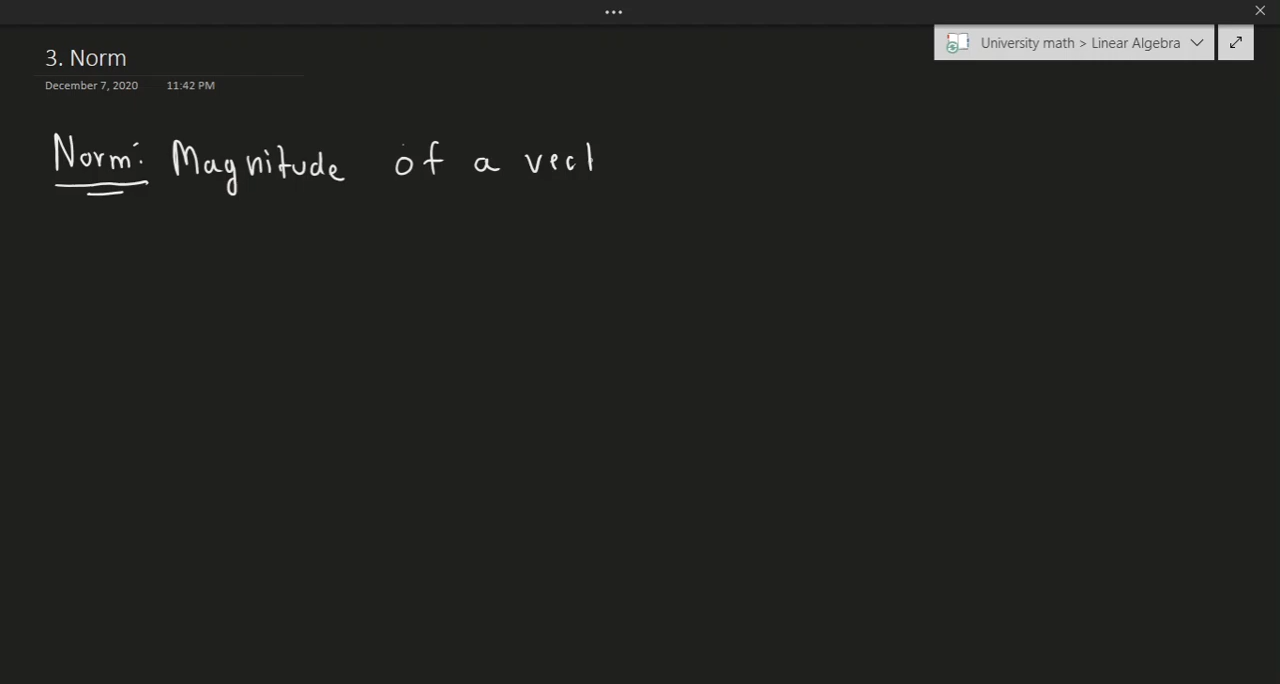 University math > Linear Algebra
3. Norm
December 7, 2020 11:42 PM
Norm: Magnitude of a vect